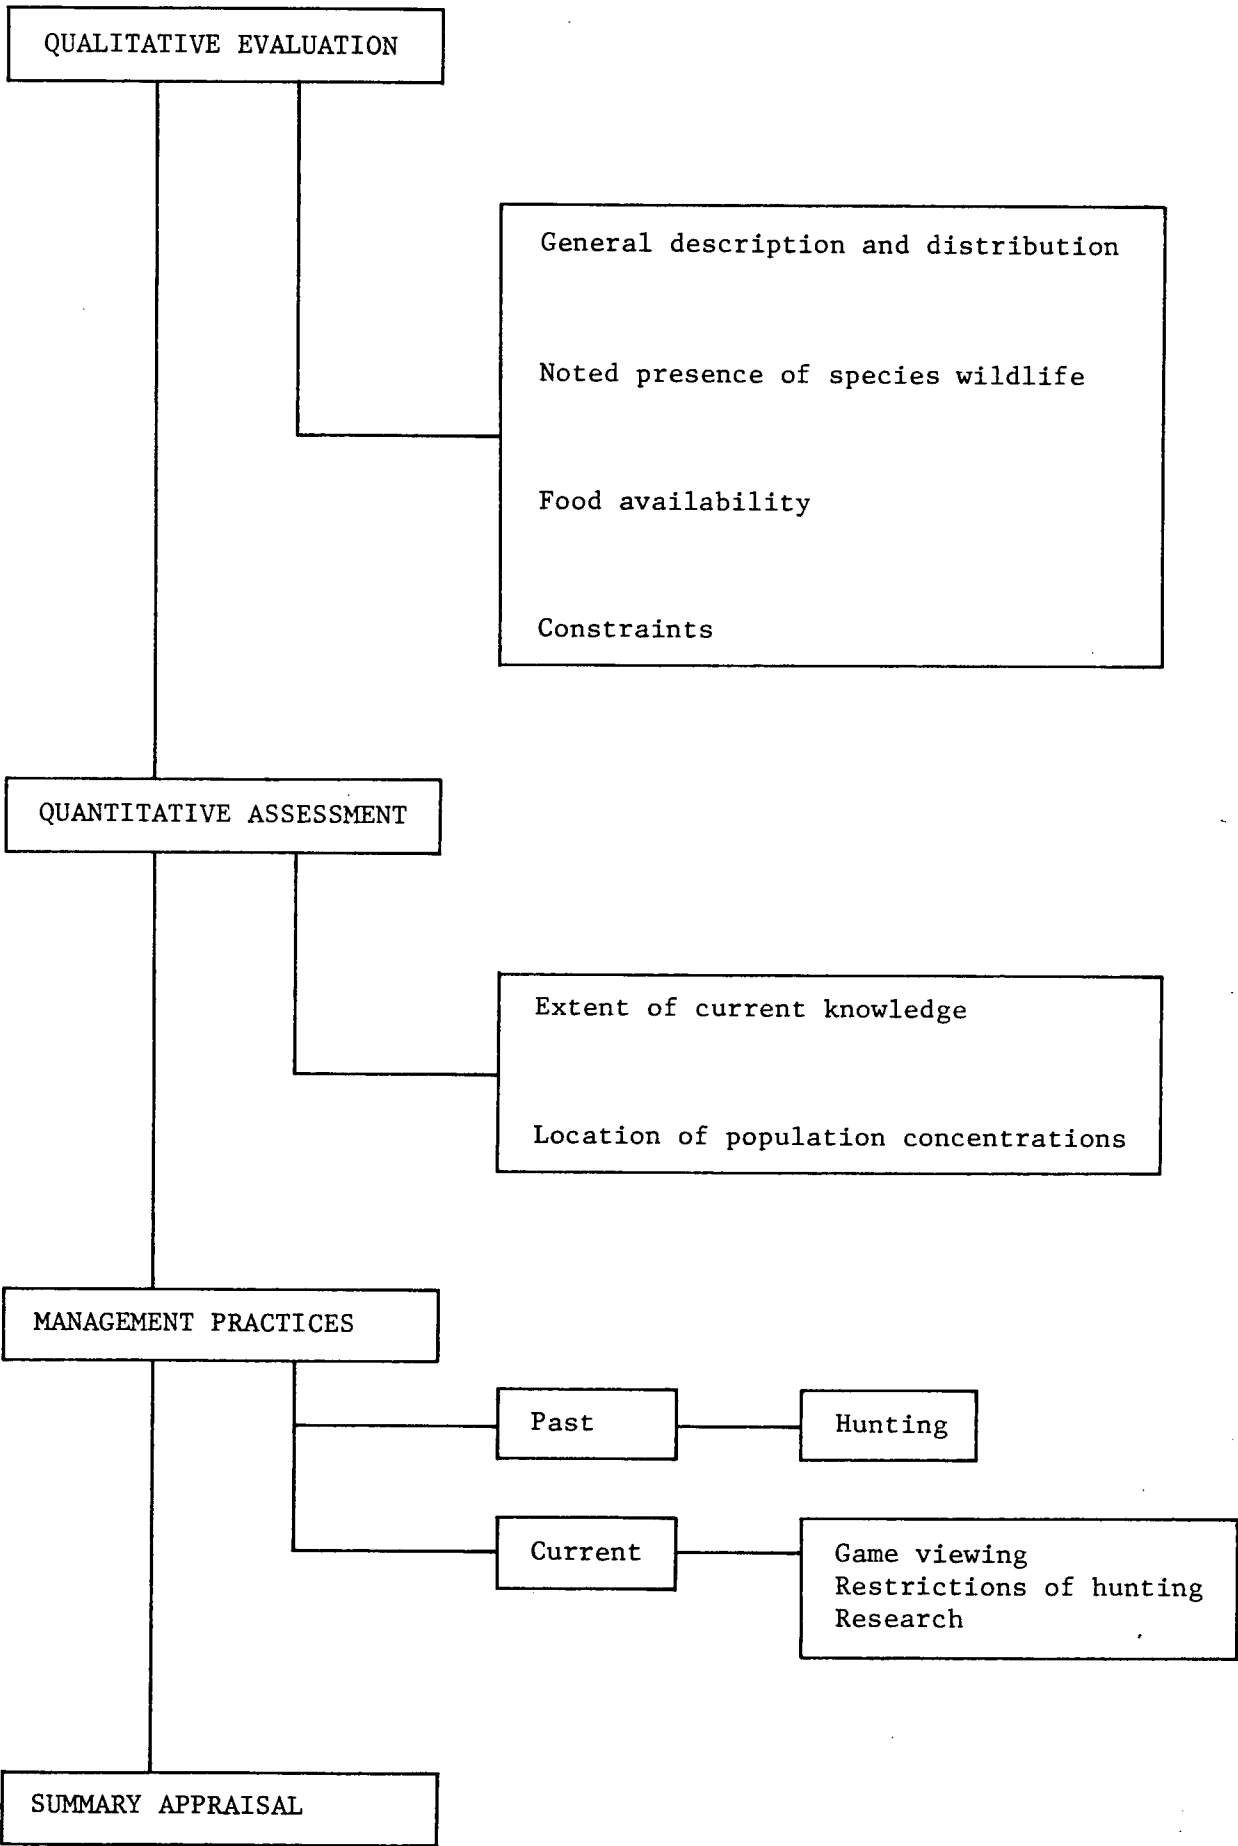 QUALITATIVE EVALUATION
General description and distribution
Noted presence of species wildlife
Food availability
Constraints
QUANTITATIVE ASSESSMENT
Extent of current knowledge
Location of population concentrations
MANAGEMENT PRACTICES
Past
Hunting
Current
Game viewing
Restrictions of hunting
Research
SUMMARY APPRAISAL